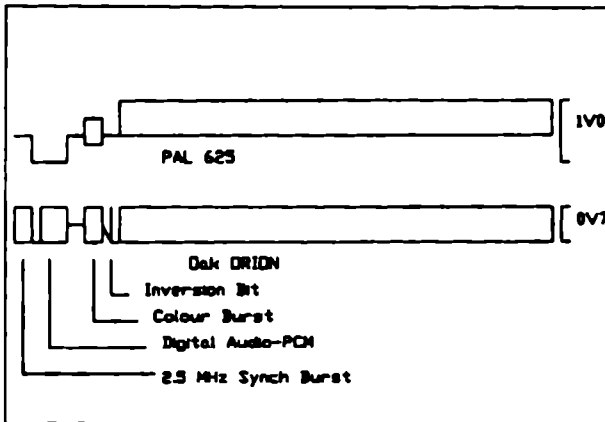 1V0
PAL 625
0V7
Oak ORION
Inversion Bit
Colour Burst
Digital Audio-PCM
2.5 MHz Synch Burst